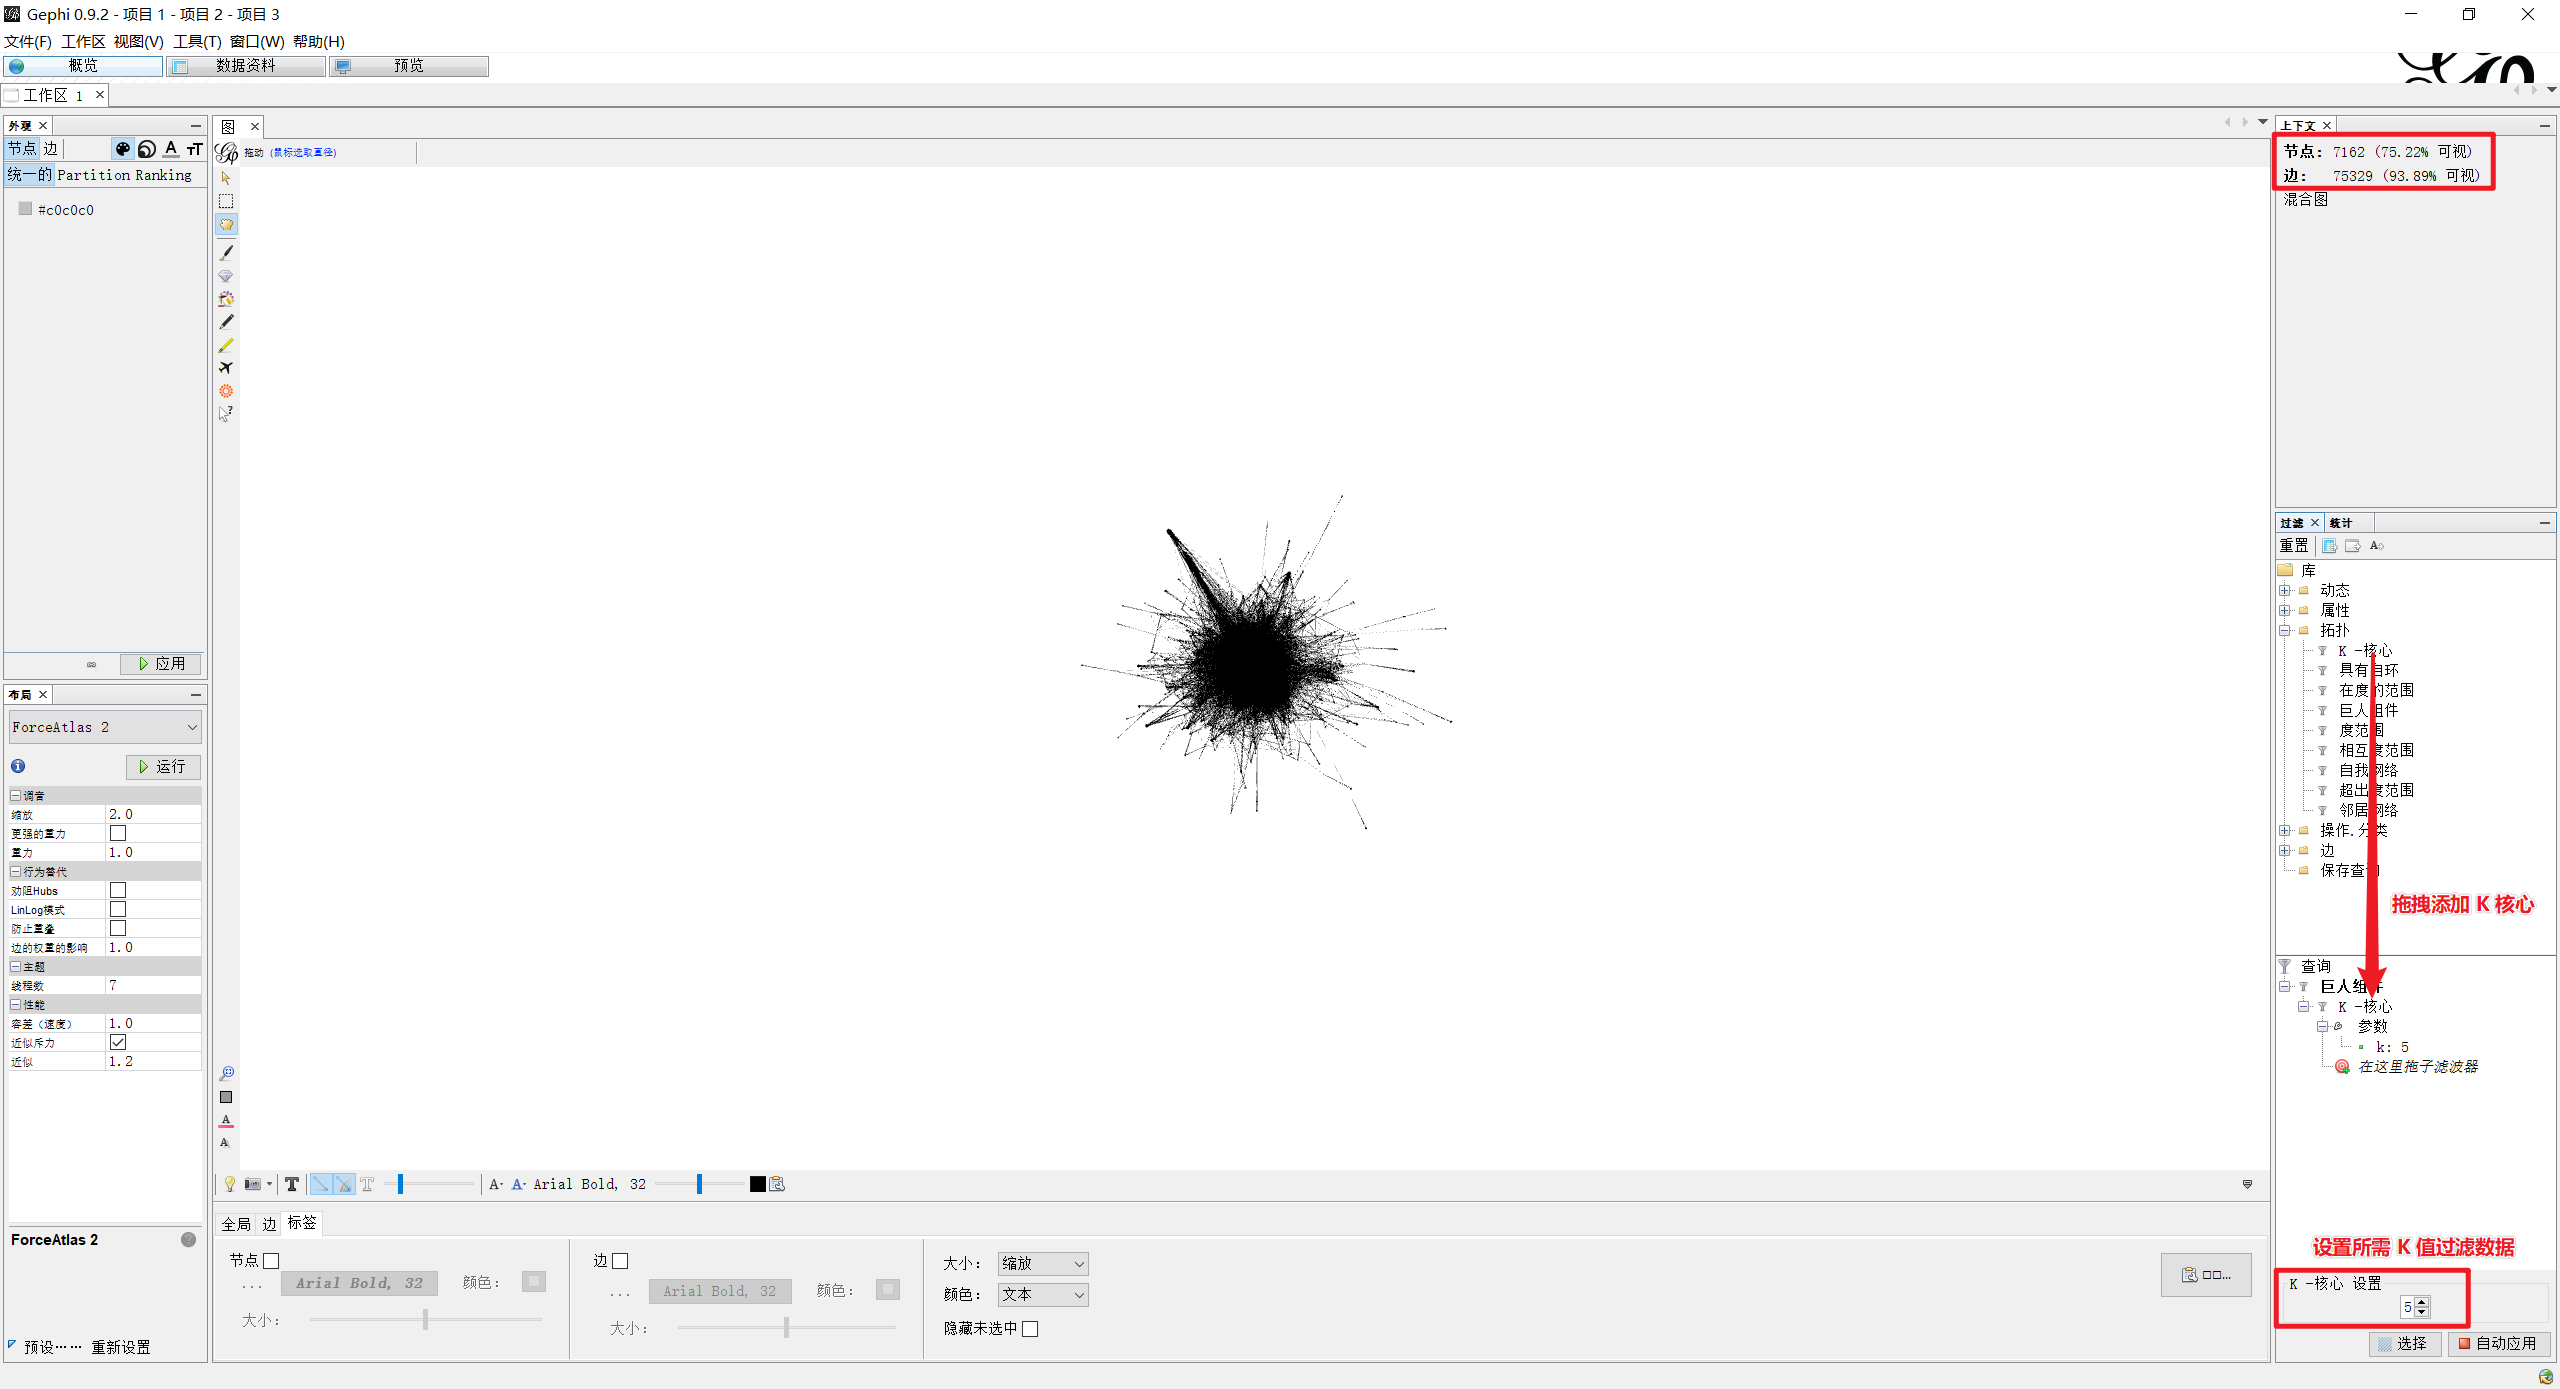 Gephi 0.9.2 - 项目 1 - 项目 2 - 项目 3
文件(F) 工作区 视图(V) 工具(T) 窗口(W) 帮助(H)
概览 数据资料 预览
工作区 1
外观
节点 边
统一的 Partition Ranking
#c0c0c0
应用
布局
ForceAtlas 2
运行
调音
缩放 2.0
更强的重力
重力 1.0
行为替代
劝阻Hubs
LinLog模式
防止重叠
边的权重的影响 1.0
主题
线程数 7
性能
容差（速度） 1.0
近似斥力
近似 1.2
ForceAtlas 2
预设…… 重新设置
图
拖动 (鼠标选取直径)
Arial Bold, 32
全局 边 标签
节点
... Arial Bold, 32 颜色：
大小：
边
... Arial Bold, 32 颜色：
大小：
大小： 缩放
颜色： 文本
隐藏未选中
□□...
上下文
节点： 7162 (75.22% 可视)
边： 75329 (93.89% 可视)
混合图
过滤 统计
重置
库
动态
属性
拓扑
K -核心
具有自环
在度的范围
巨人组件
度范围
相互度范围
自我网络
超出度范围
邻居网络
操作.分类
边
保存查询
拖拽添加 K 核心
查询
巨人组件
K -核心
参数
k: 5
在这里拖子滤波器
设置所需 K 值过滤数据
K -核心 设置
5
选择 自动应用